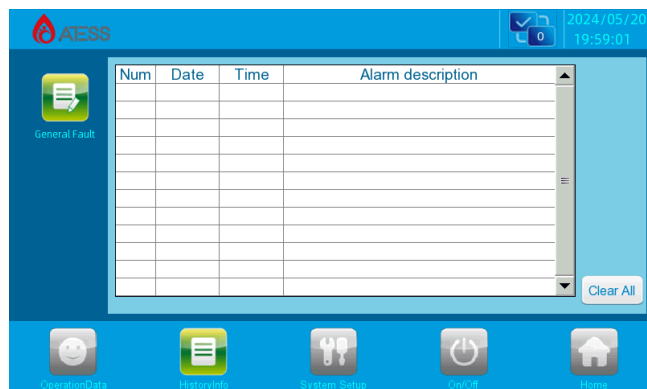 ATESS
0
2024/05/20
19:59:01
General Fault
Num Date Time Alarm description
Clear All
OperationData HistoryInfo System Setup On/Off Home